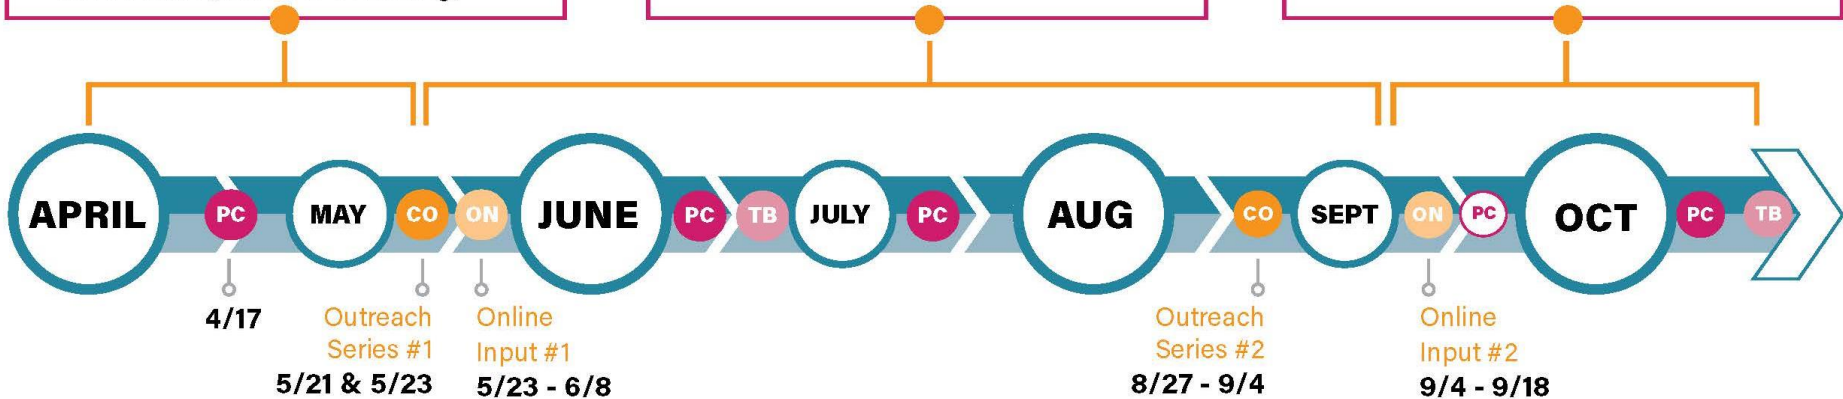 APRIL
PC
MAY
CO
ON
JUNE
PC
TB
JULY
PC
AUG
CO
SEPT
ON
PC
OCT
PC
TB
4/17
Outreach
Series #1
5/21 & 5/23
Online
Input #1
5/23 - 6/8
Outreach
Series #2
8/27 - 9/4
Online
Input #2
9/4 - 9/18